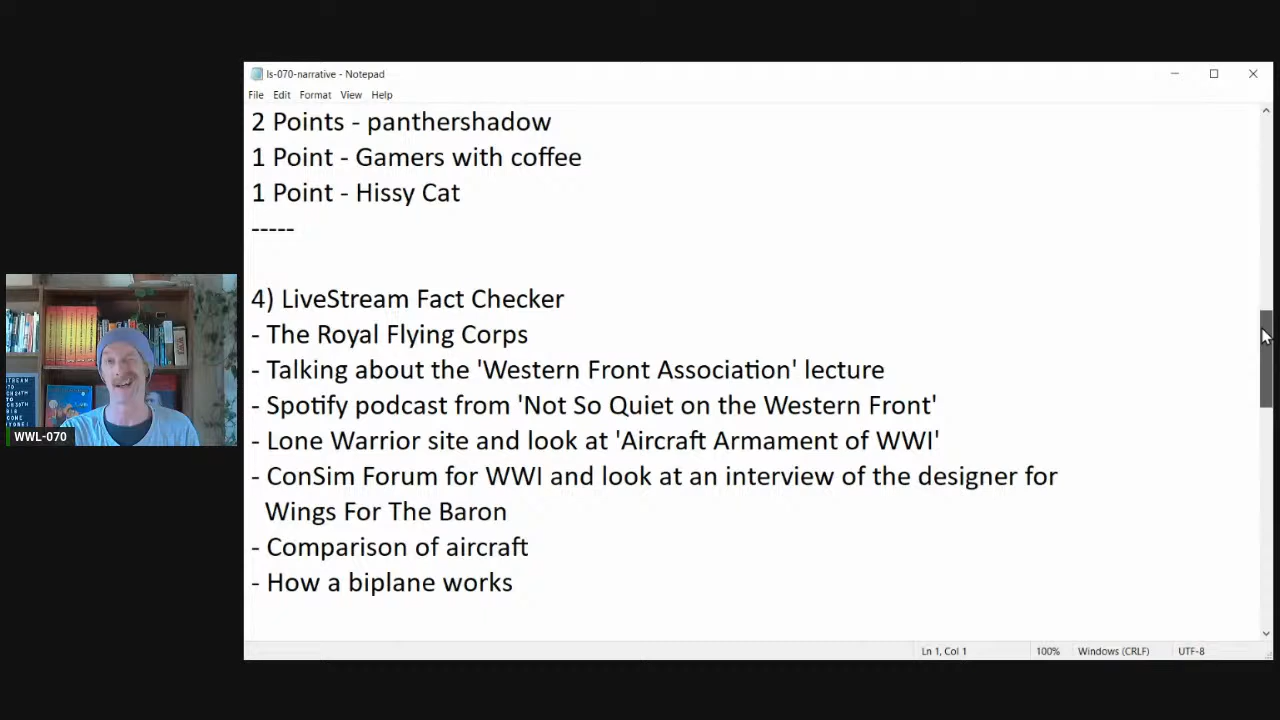 ls-070-narrative - Notepad
File Edit Format View Help
2 Points - panthershadow
1 Point - Gamers with coffee
1 Point - Hissy Cat
-----
4) LiveStream Fact Checker
- The Royal Flying Corps
- Talking about the 'Western Front Association' lecture
- Spotify podcast from 'Not So Quiet on the Western Front'
- Lone Warrior site and look at 'Aircraft Armament of WWI'
- ConSim Forum for WWI and look at an interview of the designer for
Wings For The Baron
- Comparison of aircraft
- How a biplane works
WWL-070
Ln 1, Col 1 100% Windows (CRLF) UTF-8